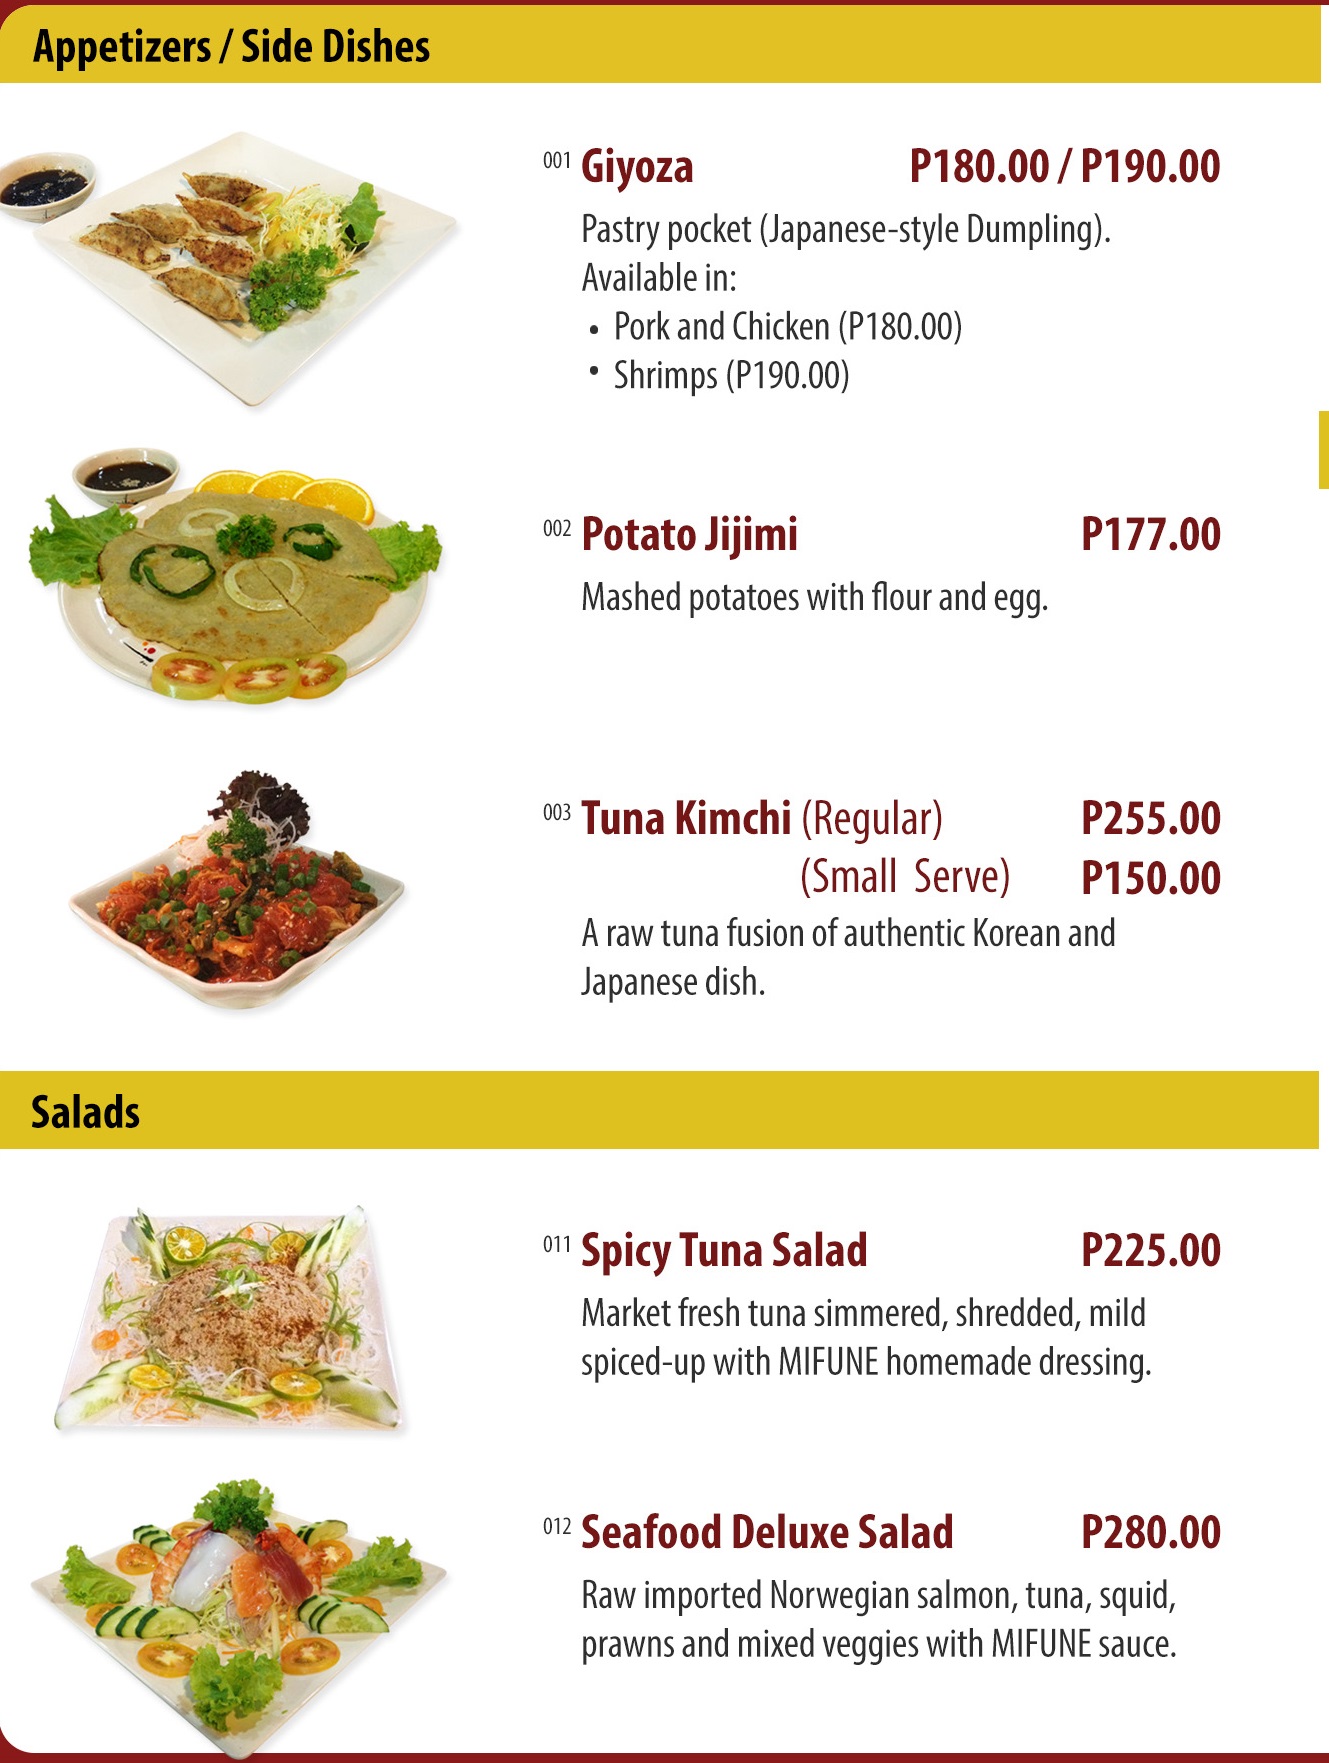 Appetizers / Side Dishes
001 Giyoza P180.00 / P190.00
Pastry pocket (Japanese-style Dumpling).
Available in:
• Pork and Chicken (P180.00)
• Shrimps (P190.00)
002 Potato Jijimi P177.00
Mashed potatoes with flour and egg.
003 Tuna Kimchi (Regular) P255.00
(Small Serve) P150.00
A raw tuna fusion of authentic Korean and
Japanese dish.
Salads
011 Spicy Tuna Salad P225.00
Market fresh tuna simmered, shredded, mild
spiced-up with MIFUNE homemade dressing.
012 Seafood Deluxe Salad P280.00
Raw imported Norwegian salmon, tuna, squid,
prawns and mixed veggies with MIFUNE sauce.